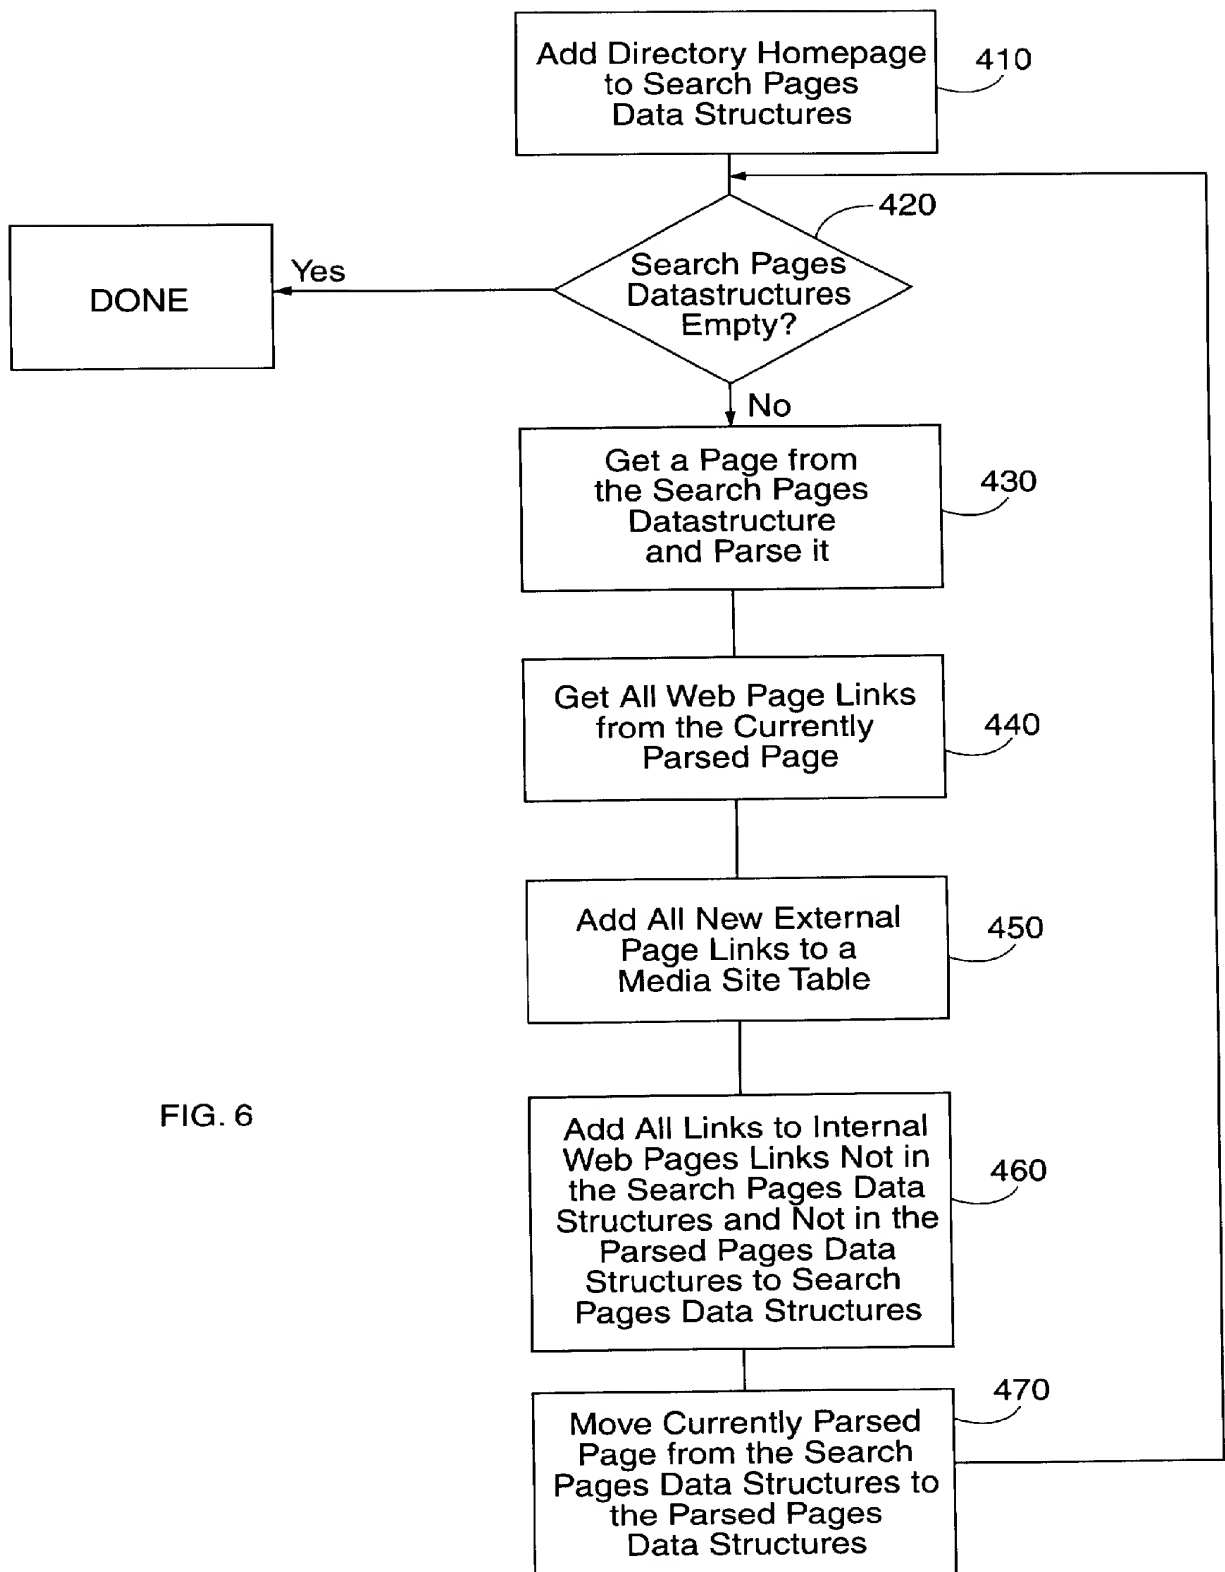 Add Directory Homepage
to Search Pages
Data Structures
410
420
Search Pages
Datastructures
Empty?
Yes
DONE
No
Get a Page from
the Search Pages
Datastructure
and Parse it
430
Get All Web Page Links
from the Currently
Parsed Page
440
Add All New External
Page Links to a
Media Site Table
450
FIG. 6
Add All Links to Internal
Web Pages Links Not in
the Search Pages Data
Structures and Not in the
Parsed Pages Data
Structures to Search
Pages Data Structures
460
470
Move Currently Parsed
Page from the Search
Pages Data Structures to
the Parsed Pages
Data Structures